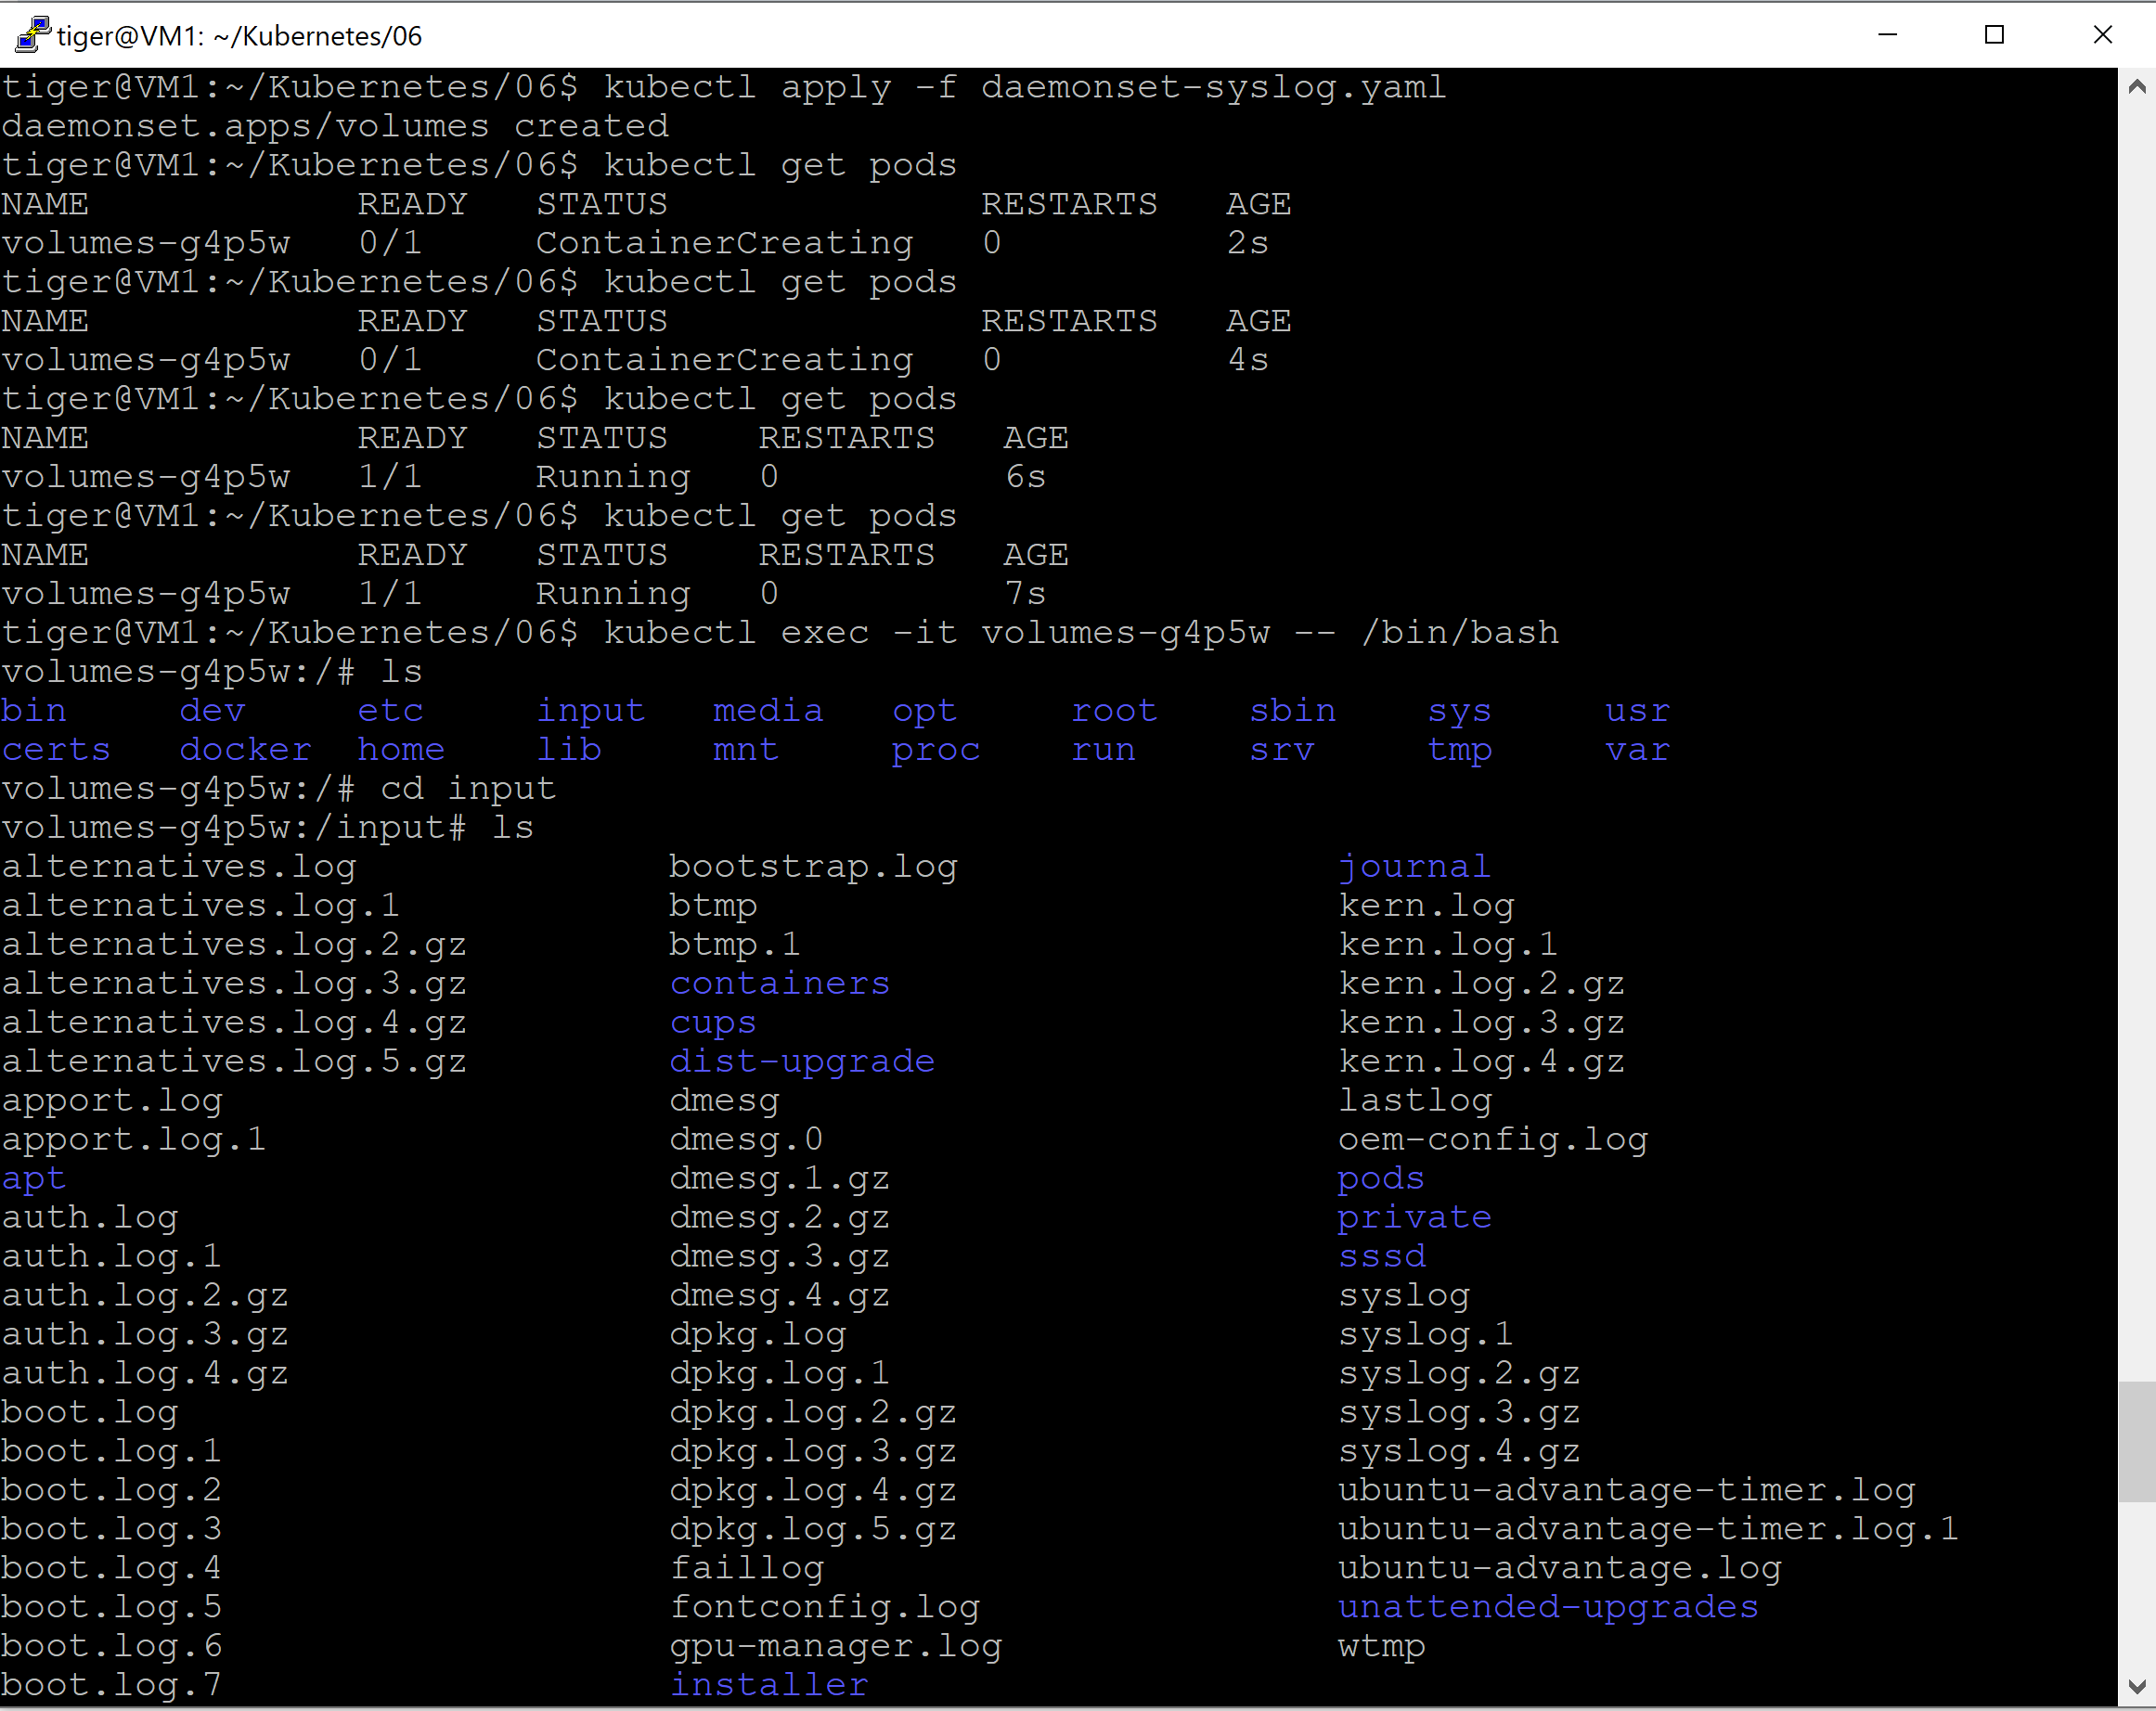 tiger@VM1: ~/Kubernetes/06
tiger@VM1:~/Kubernetes/06$ kubectl apply -f daemonset-syslog.yaml
daemonset.apps/volumes created
tiger@VM1:~/Kubernetes/06$ kubectl get pods
NAME            READY   STATUS              RESTARTS   AGE
volumes-g4p5w   0/1     ContainerCreating   0          2s
tiger@VM1:~/Kubernetes/06$ kubectl get pods
NAME            READY   STATUS              RESTARTS   AGE
volumes-g4p5w   0/1     ContainerCreating   0          4s
tiger@VM1:~/Kubernetes/06$ kubectl get pods
NAME            READY   STATUS    RESTARTS   AGE
volumes-g4p5w   1/1     Running   0          6s
tiger@VM1:~/Kubernetes/06$ kubectl get pods
NAME            READY   STATUS    RESTARTS   AGE
volumes-g4p5w   1/1     Running   0          7s
tiger@VM1:~/Kubernetes/06$ kubectl exec -it volumes-g4p5w -- /bin/bash
volumes-g4p5w:/# ls
bin     dev     etc     input   media   opt     root    sbin    sys     usr
certs   docker  home    lib     mnt     proc    run     srv     tmp     var
volumes-g4p5w:/# cd input
volumes-g4p5w:/input# ls
alternatives.log              bootstrap.log                 journal
alternatives.log.1            btmp                          kern.log
alternatives.log.2.gz         btmp.1                        kern.log.1
alternatives.log.3.gz         containers                    kern.log.2.gz
alternatives.log.4.gz         cups                          kern.log.3.gz
alternatives.log.5.gz         dist-upgrade                  kern.log.4.gz
apport.log                    dmesg                         lastlog
apport.log.1                  dmesg.0                       oem-config.log
apt                           dmesg.1.gz                    pods
auth.log                      dmesg.2.gz                    private
auth.log.1                    dmesg.3.gz                    sssd
auth.log.2.gz                 dmesg.4.gz                    syslog
auth.log.3.gz                 dpkg.log                      syslog.1
auth.log.4.gz                 dpkg.log.1                    syslog.2.gz
boot.log                      dpkg.log.2.gz                 syslog.3.gz
boot.log.1                    dpkg.log.3.gz                 syslog.4.gz
boot.log.2                    dpkg.log.4.gz                 ubuntu-advantage-timer.log
boot.log.3                    dpkg.log.5.gz                 ubuntu-advantage-timer.log.1
boot.log.4                    faillog                       ubuntu-advantage.log
boot.log.5                    fontconfig.log                unattended-upgrades
boot.log.6                    gpu-manager.log               wtmp
boot.log.7                    installer